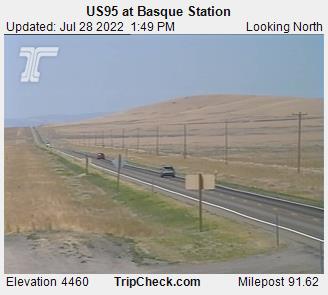 US95 at Basque Station
Updated: Jul 28 2022 1:49 PM Looking North
Elevation 4460 TripCheck.com Milepost 91.62